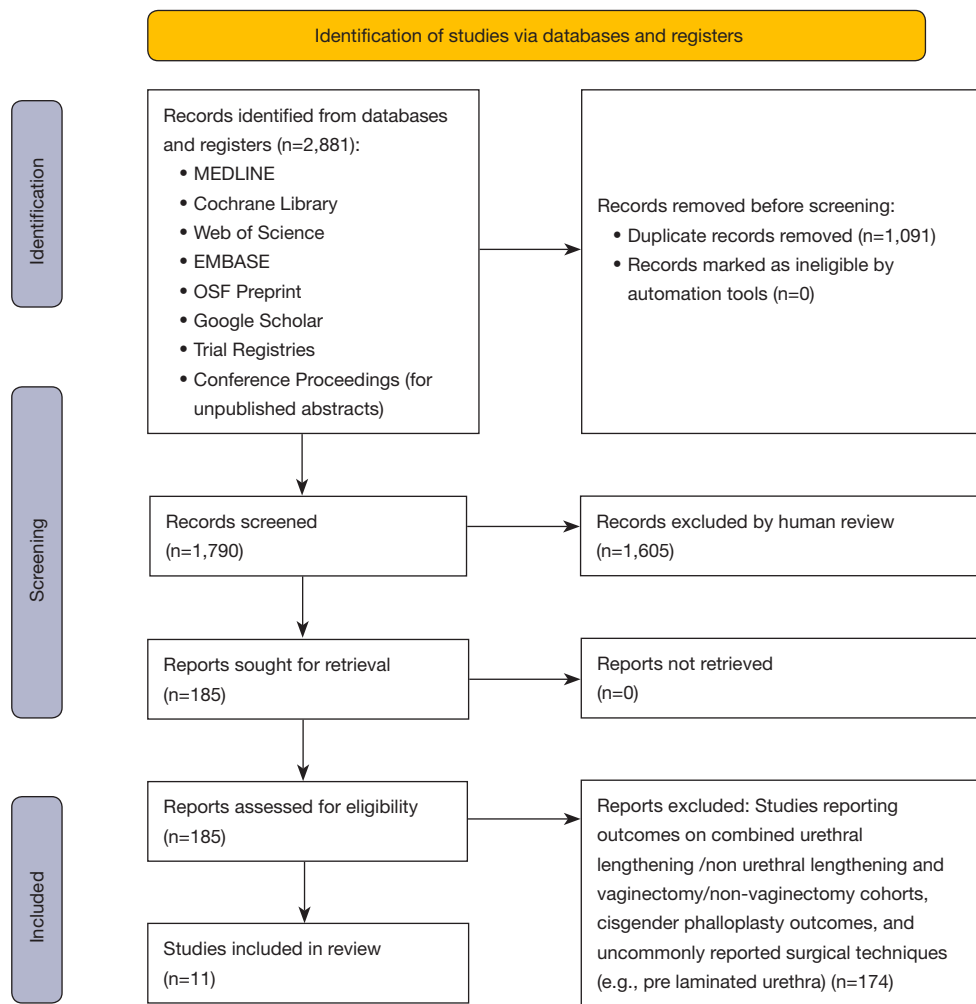 Identification of studies via databases and registers
Identification
Records identified from databases
and registers (n=2,881):
• MEDLINE
• Cochrane Library
• Web of Science
• EMBASE
• OSF Preprint
• Google Scholar
• Trial Registries
• Conference Proceedings (for
unpublished abstracts)
Records removed before screening:
• Duplicate records removed (n=1,091)
• Records marked as ineligible by
automation tools (n=0)
Screening
Records screened
(n=1,790)
Records excluded by human review
(n=1,605)
Reports sought for retrieval
(n=185)
Reports not retrieved
(n=0)
Included
Reports assessed for eligibility
(n=185)
Reports excluded: Studies reporting
outcomes on combined urethral
lengthening /non urethral lengthening and
vaginectomy/non-vaginectomy cohorts,
cisgender phalloplasty outcomes, and
uncommonly reported surgical techniques
(e.g., pre laminated urethra) (n=174)
Studies included in review
(n=11)